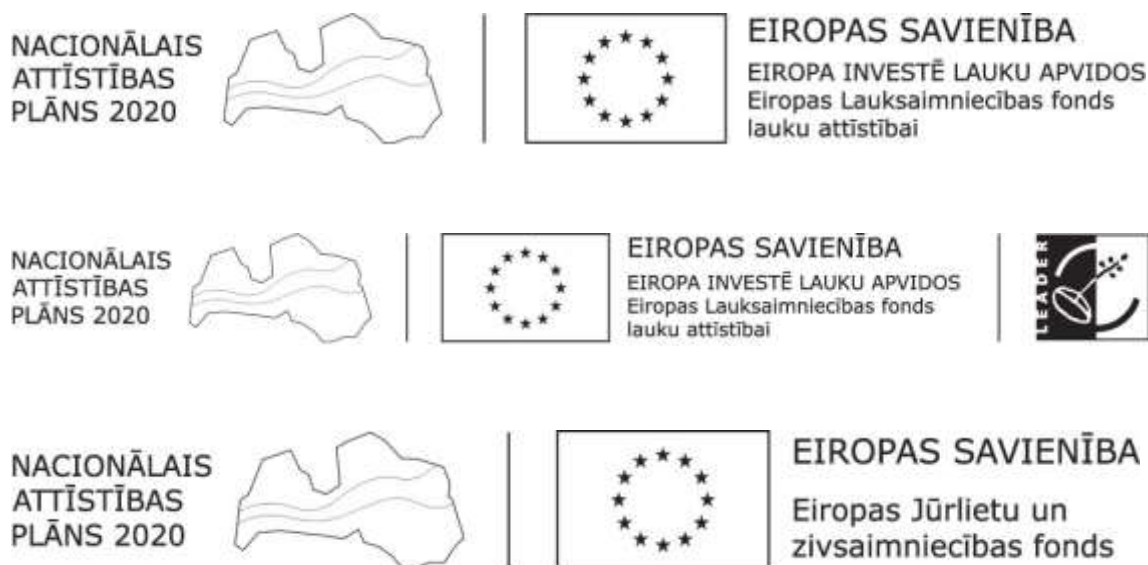 NACIONĀLAIS
ATTĪSTĪBAS
PLĀNS 2020
EIROPAS SAVIENĪBA
EIROPA INVESTĒ LAUKU APVIDOS
Eiropas Lauksaimniecības fonds
lauku attīstībai
NACIONĀLAIS
ATTĪSTĪBAS
PLĀNS 2020
EIROPAS SAVIENĪBA
EIROPA INVESTĒ LAUKU APVIDOS
Eiropas Lauksaimniecības fonds
lauku attīstībai
LEADER
NACIONĀLAIS
ATTĪSTĪBAS
PLĀNS 2020
EIROPAS SAVIENĪBA
Eiropas Jūrlietu un
zivsaimniecības fonds